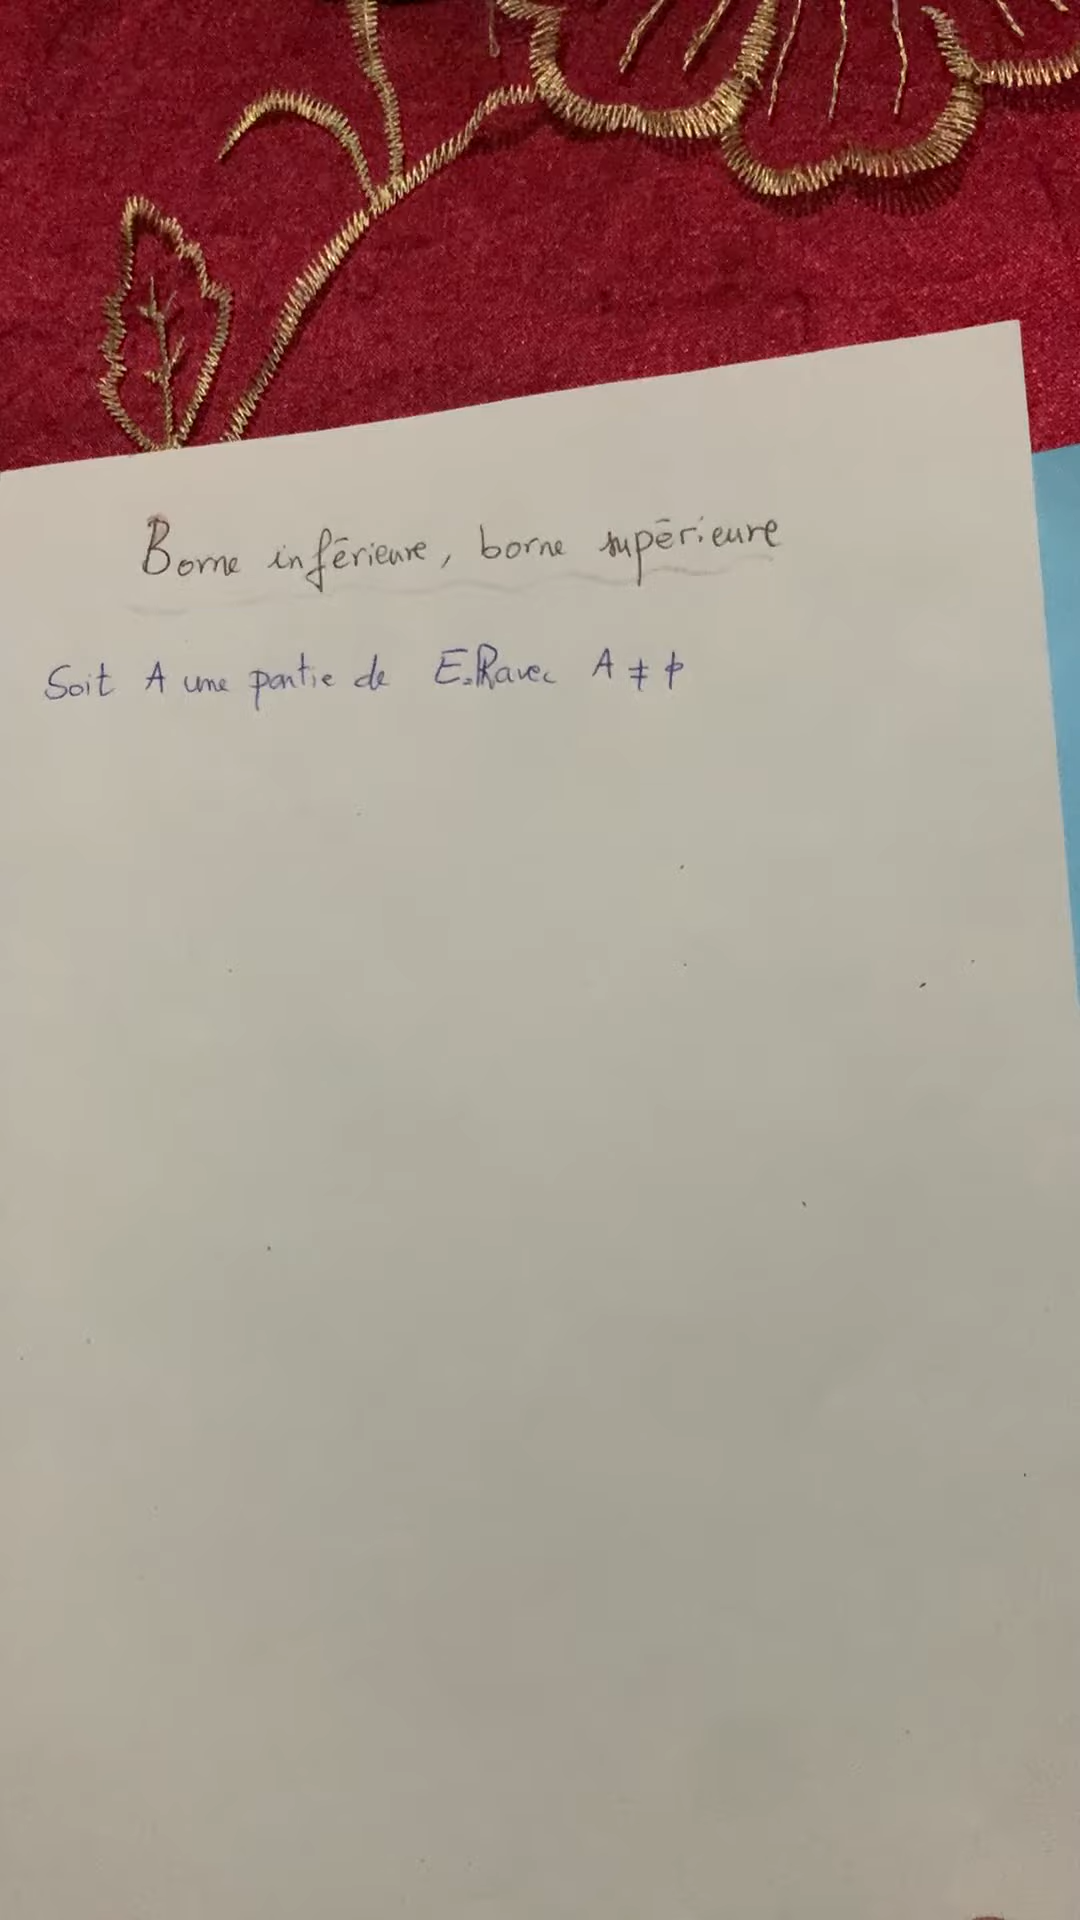 Borne inférieure, borne supérieure
Soit A une partie de E=ℝ avec A ≠ ϕ